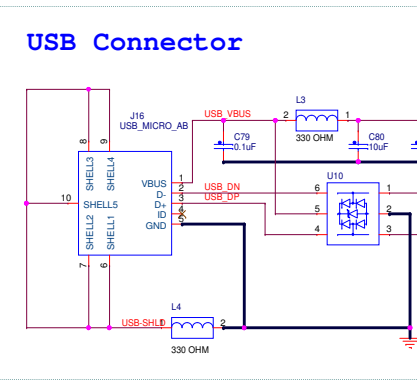 USB Connector
J16
USB_MICRO_AB
USB_VBUS
L3
2
1
330 OHM
C79
0.1uF
C80
10uF
8
9
SHELL3
SHELL4
VBUS
D-
D+
ID
GND
1
2
3
4
5
USB_DN
USB_DP
10
SHELL5
SHELL2
SHELL1
7
6
U10
6
5
4
1
2
3
USB-SHLD
L4
1
2
330 OHM